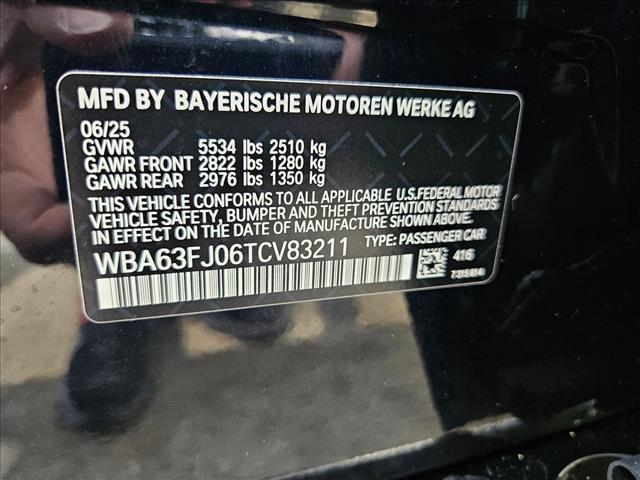 MFD BY BAYERISCHE MOTOREN WERKE AG
06/25
GVWR 5534 lbs 2510 kg
GAWR FRONT 2822 lbs 1280 kg
GAWR REAR 2976 lbs 1350 kg
THIS VEHICLE CONFORMS TO ALL APPLICABLE U.S.FEDERAL MOTOR
VEHICLE SAFETY, BUMPER AND THEFT PREVENTION STANDARDS
IN EFFECT ON THE DATE OF MANUFACTURE SHOWN ABOVE.
WBA63FJ06TCV83211 TYPE: PASSENGER CAR
416